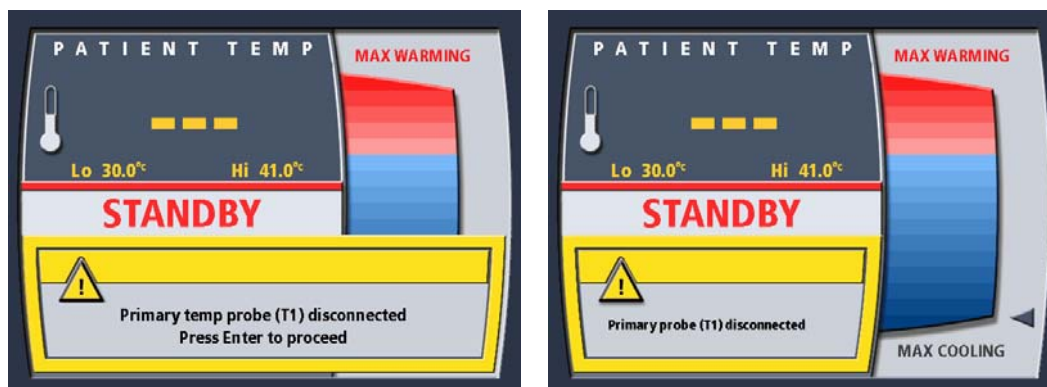 PATIENT TEMP
MAX WARMING
---
Lo 30.0°c
Hi 41.0°c
STANDBY
!
Primary temp probe (T1) disconnected
Press Enter to proceed
PATIENT TEMP
MAX WARMING
---
Lo 30.0°c
Hi 41.0°c
STANDBY
!
Primary probe (T1) disconnected
MAX COOLING